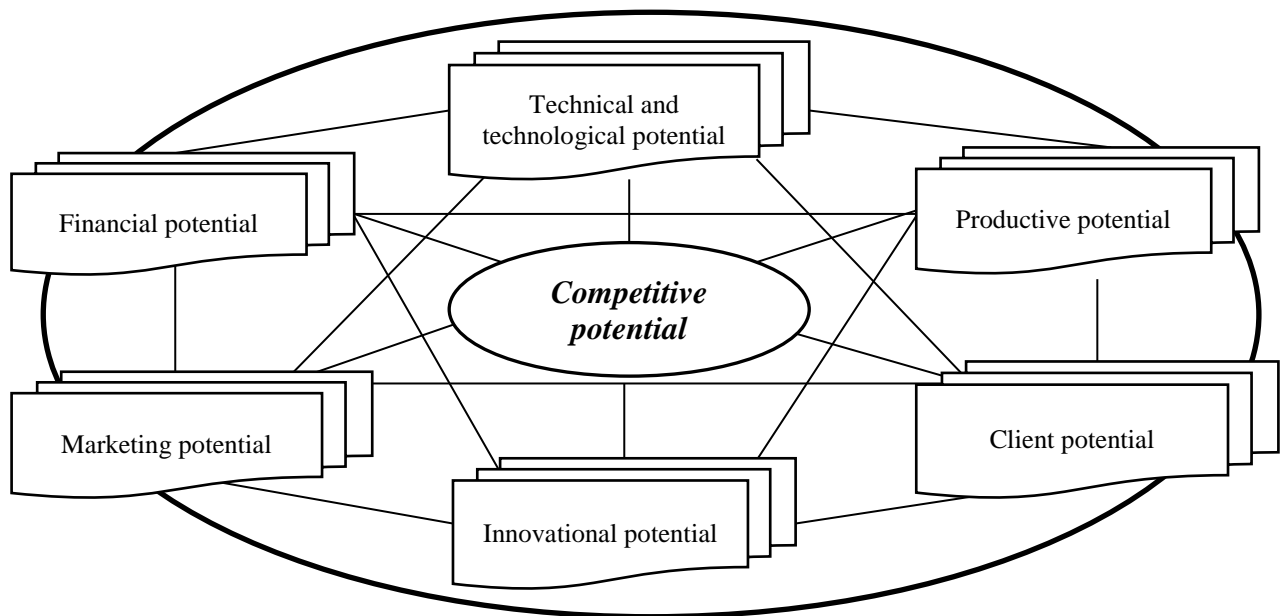 Technical and
technological potential
Financial potential
Productive potential
Competitive
potential
Marketing potential
Client potential
Innovational potential